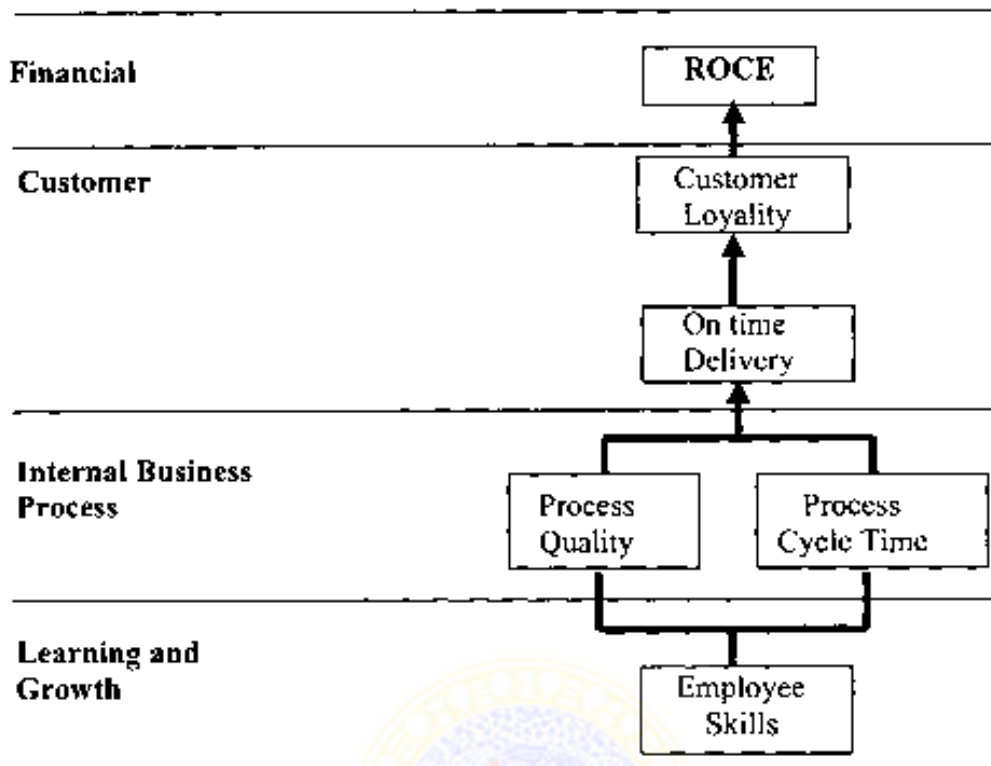 Financial
ROCE
Customer
Customer
Loyality
On time
Delivery
Internal Business
Process
Process
Quality
Process
Cycle Time
Learning and
Growth
Employee
Skills